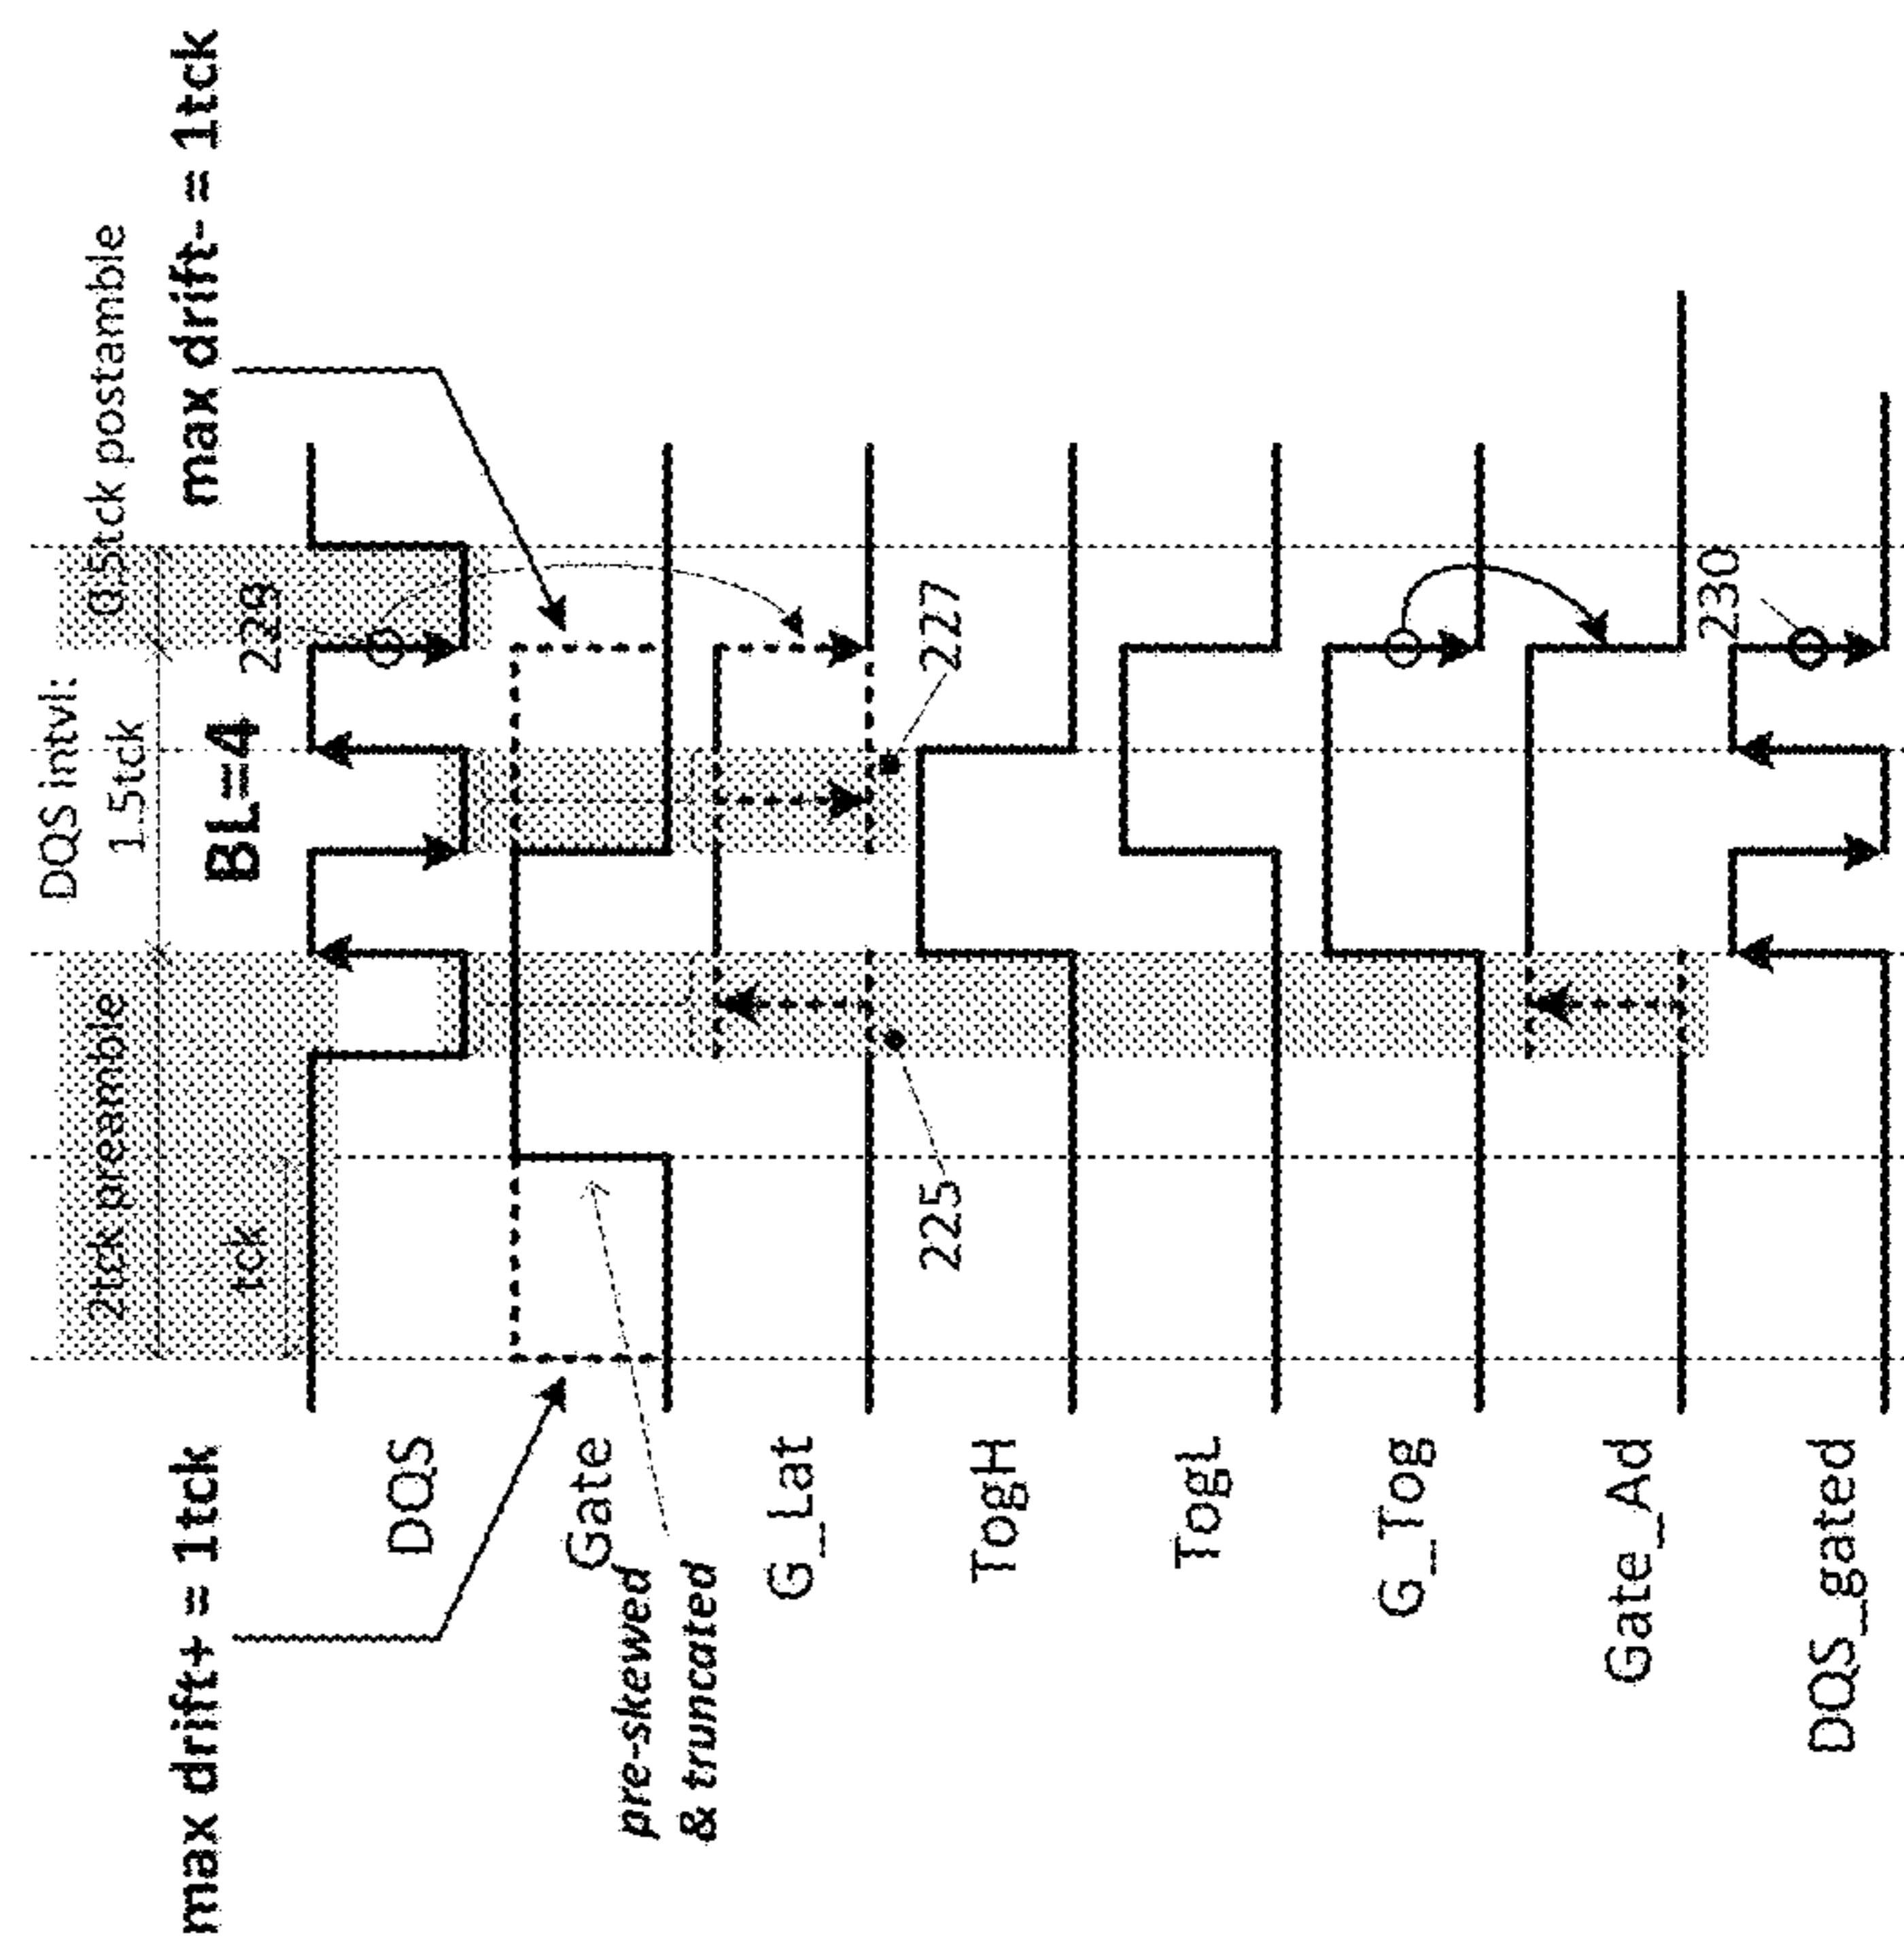 2tck preamble
DQS intvl:
1.5tck
0.5tck postamble
max drift+ = 1tck
tck
BL=4
229
max drift- = 1tck
DQS
Gate
pre-skewed
& truncated
G_Lat
225
227
TogH
TogL
G_Tog
Gate_Ad
230
DQS_gated